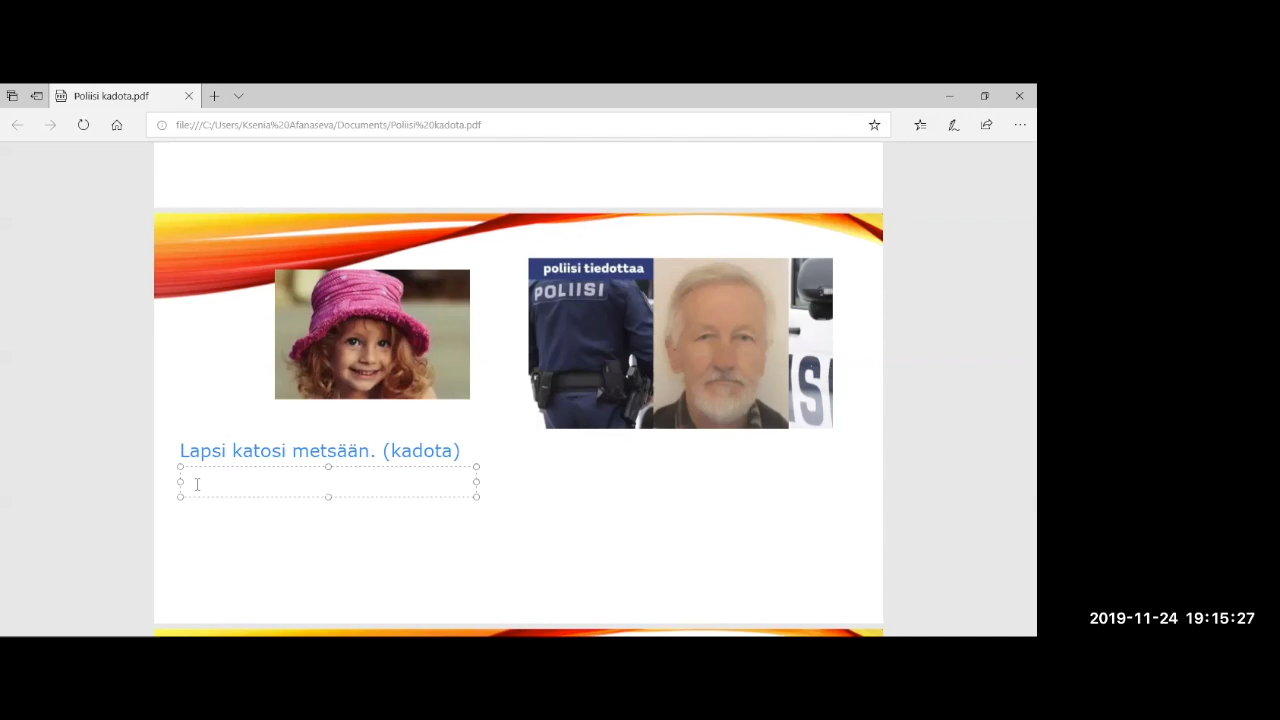 Poliisi kadota.pdf
file:///C:/Users/Ksenia%20Afanaseva/Documents/Poliisi%20kadota.pdf
poliisi tiedottaa
POLIISI
IS
Lapsi katosi metsään. (kadota)
2019-11-24 19:15:27